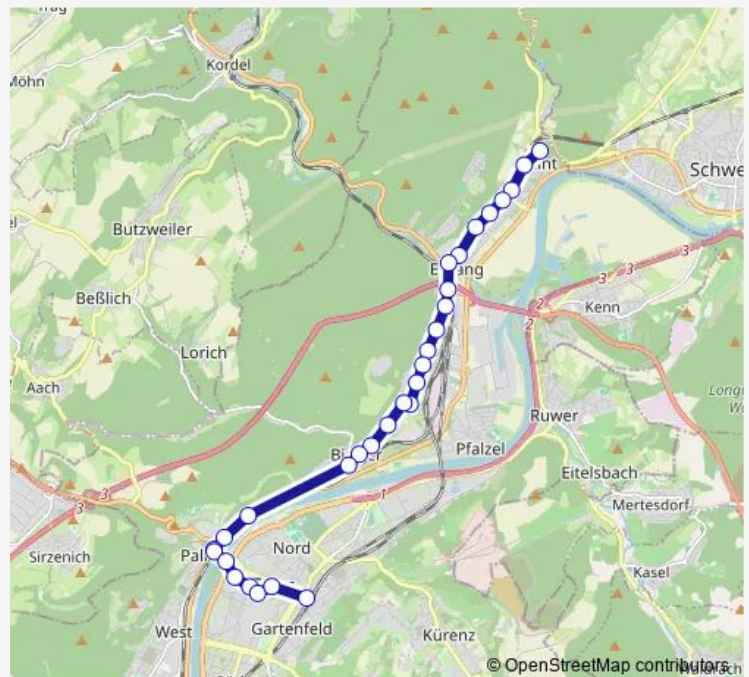 Kordel
Möhn
Schwe
Butzweiler
Beßlich
3
3
3
2
2
Kenn
Lorich
Aach
Ruwer
Pfalzel
Eitelsbach
3
3
1
Mertesdorf
Nord
Sirzenich
Kasel
West
Gartenfeld
Kürenz
© OpenStreetMap contributors